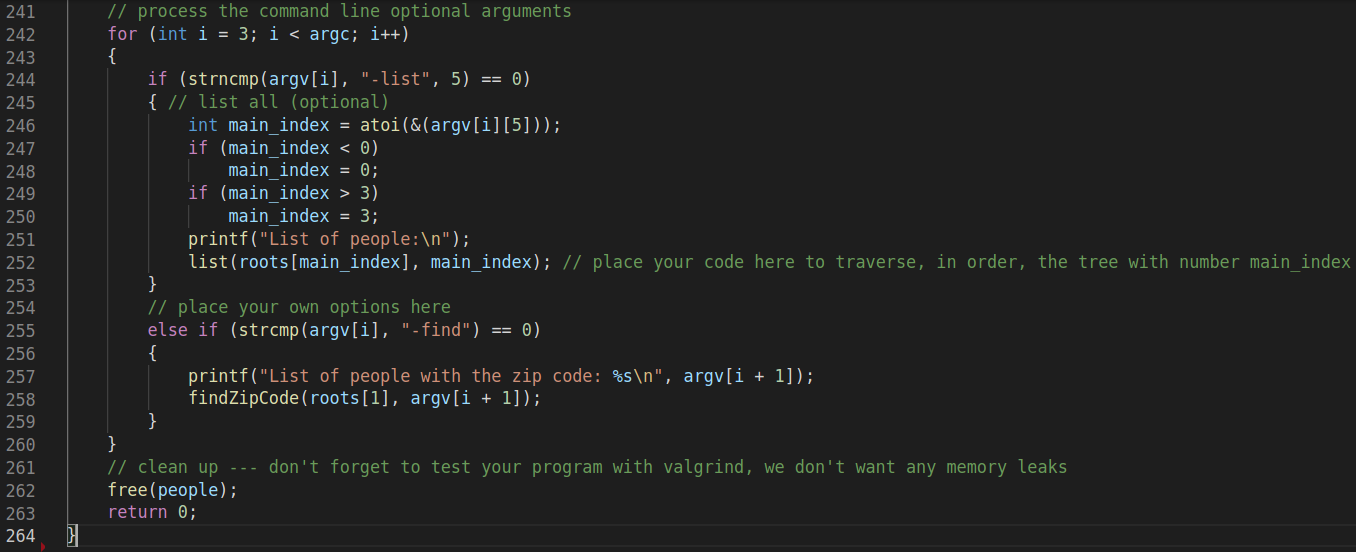 241 // process the command line optional arguments
242 for (int i = 3; i < argc; i++)
243 {
244 if (strncmp(argv[i], "-list", 5) == 0)
245 { // list all (optional)
246 int main_index = atoi(&(argv[i][5]));
247 if (main_index < 0)
248 main_index = 0;
249 if (main_index > 3)
250 main_index = 3;
251 printf("List of people:\n");
252 list(roots[main_index], main_index); // place your code here to traverse, in order, the tree with number main_index
253 }
254 // place your own options here
255 else if (strcmp(argv[i], "-find") == 0)
256 {
257 printf("List of people with the zip code: %s\n", argv[i + 1]);
258 findZipCode(roots[1], argv[i + 1]);
259 }
260 }
261 // clean up --- don't forget to test your program with valgrind, we don't want any memory leaks
262 free(people);
263 return 0;
264 }